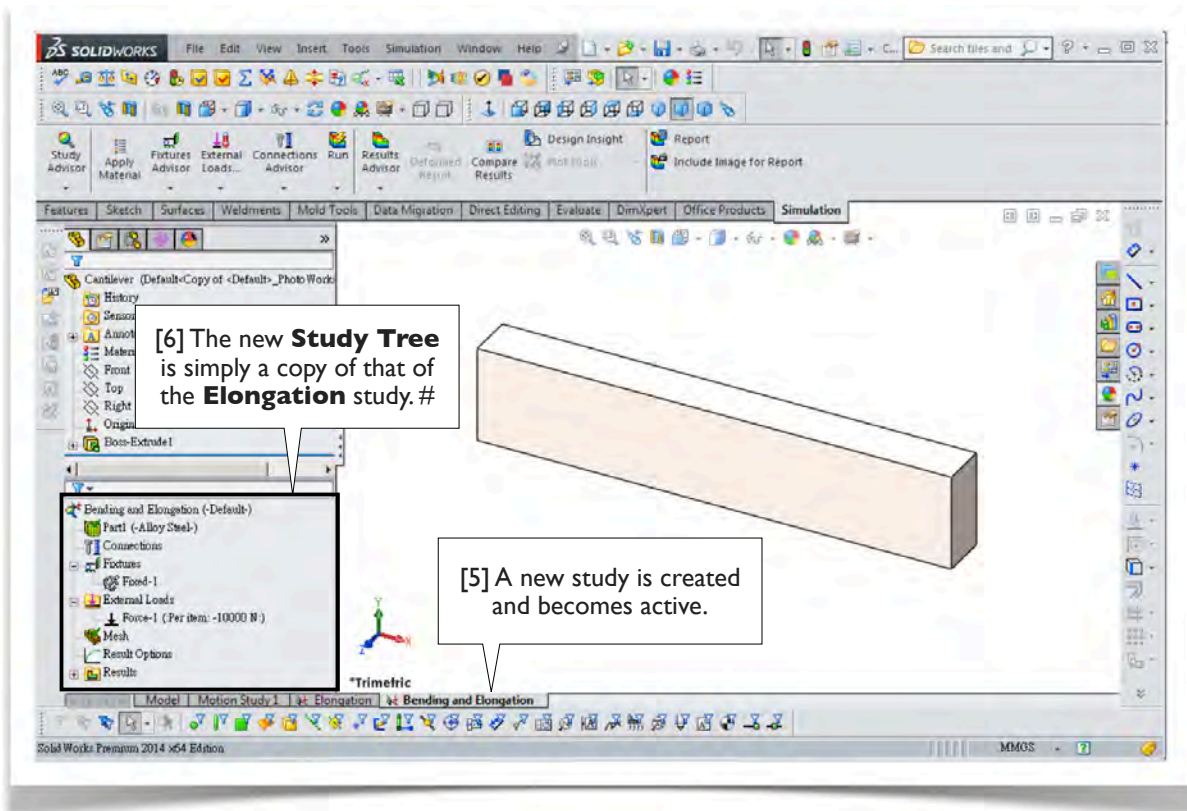 SOLIDWORKS File Edit View Insert Tools Simulation Window Help C... Search files and
Study Advisor
Apply Material
Fixtures Advisor
External Loads...
Connections Advisor
Run
Results Advisor
Deformed Result
Compare Results
Design Insight
Plot Tools
Report
Include Image for Report
Features Sketch Surfaces Weldments Mold Tools Data Migration Direct Editing Evaluate DimXpert Office Products Simulation
Cantilever (Default<Copy of <Default>_PhotoWork
History
Sensor
Annot
Materi
Front
Top
Right
Origin
Boss-Extrude1
[6] The new Study Tree
is simply a copy of that of
the Elongation study. #
Bending and Elongation (-Default-)
Part1 (-Alloy Steel-)
Connections
Fixtures
Fixed-1
External Loads
Force-1 (:Per item: -10000 N:)
Mesh
Result Options
Results
[5] A new study is created
and becomes active.
Y
X
Z
*Trimetric
Model Motion Study 1 Elongation Bending and Elongation
Solid Works Premium 2014 x64 Edition MMGS